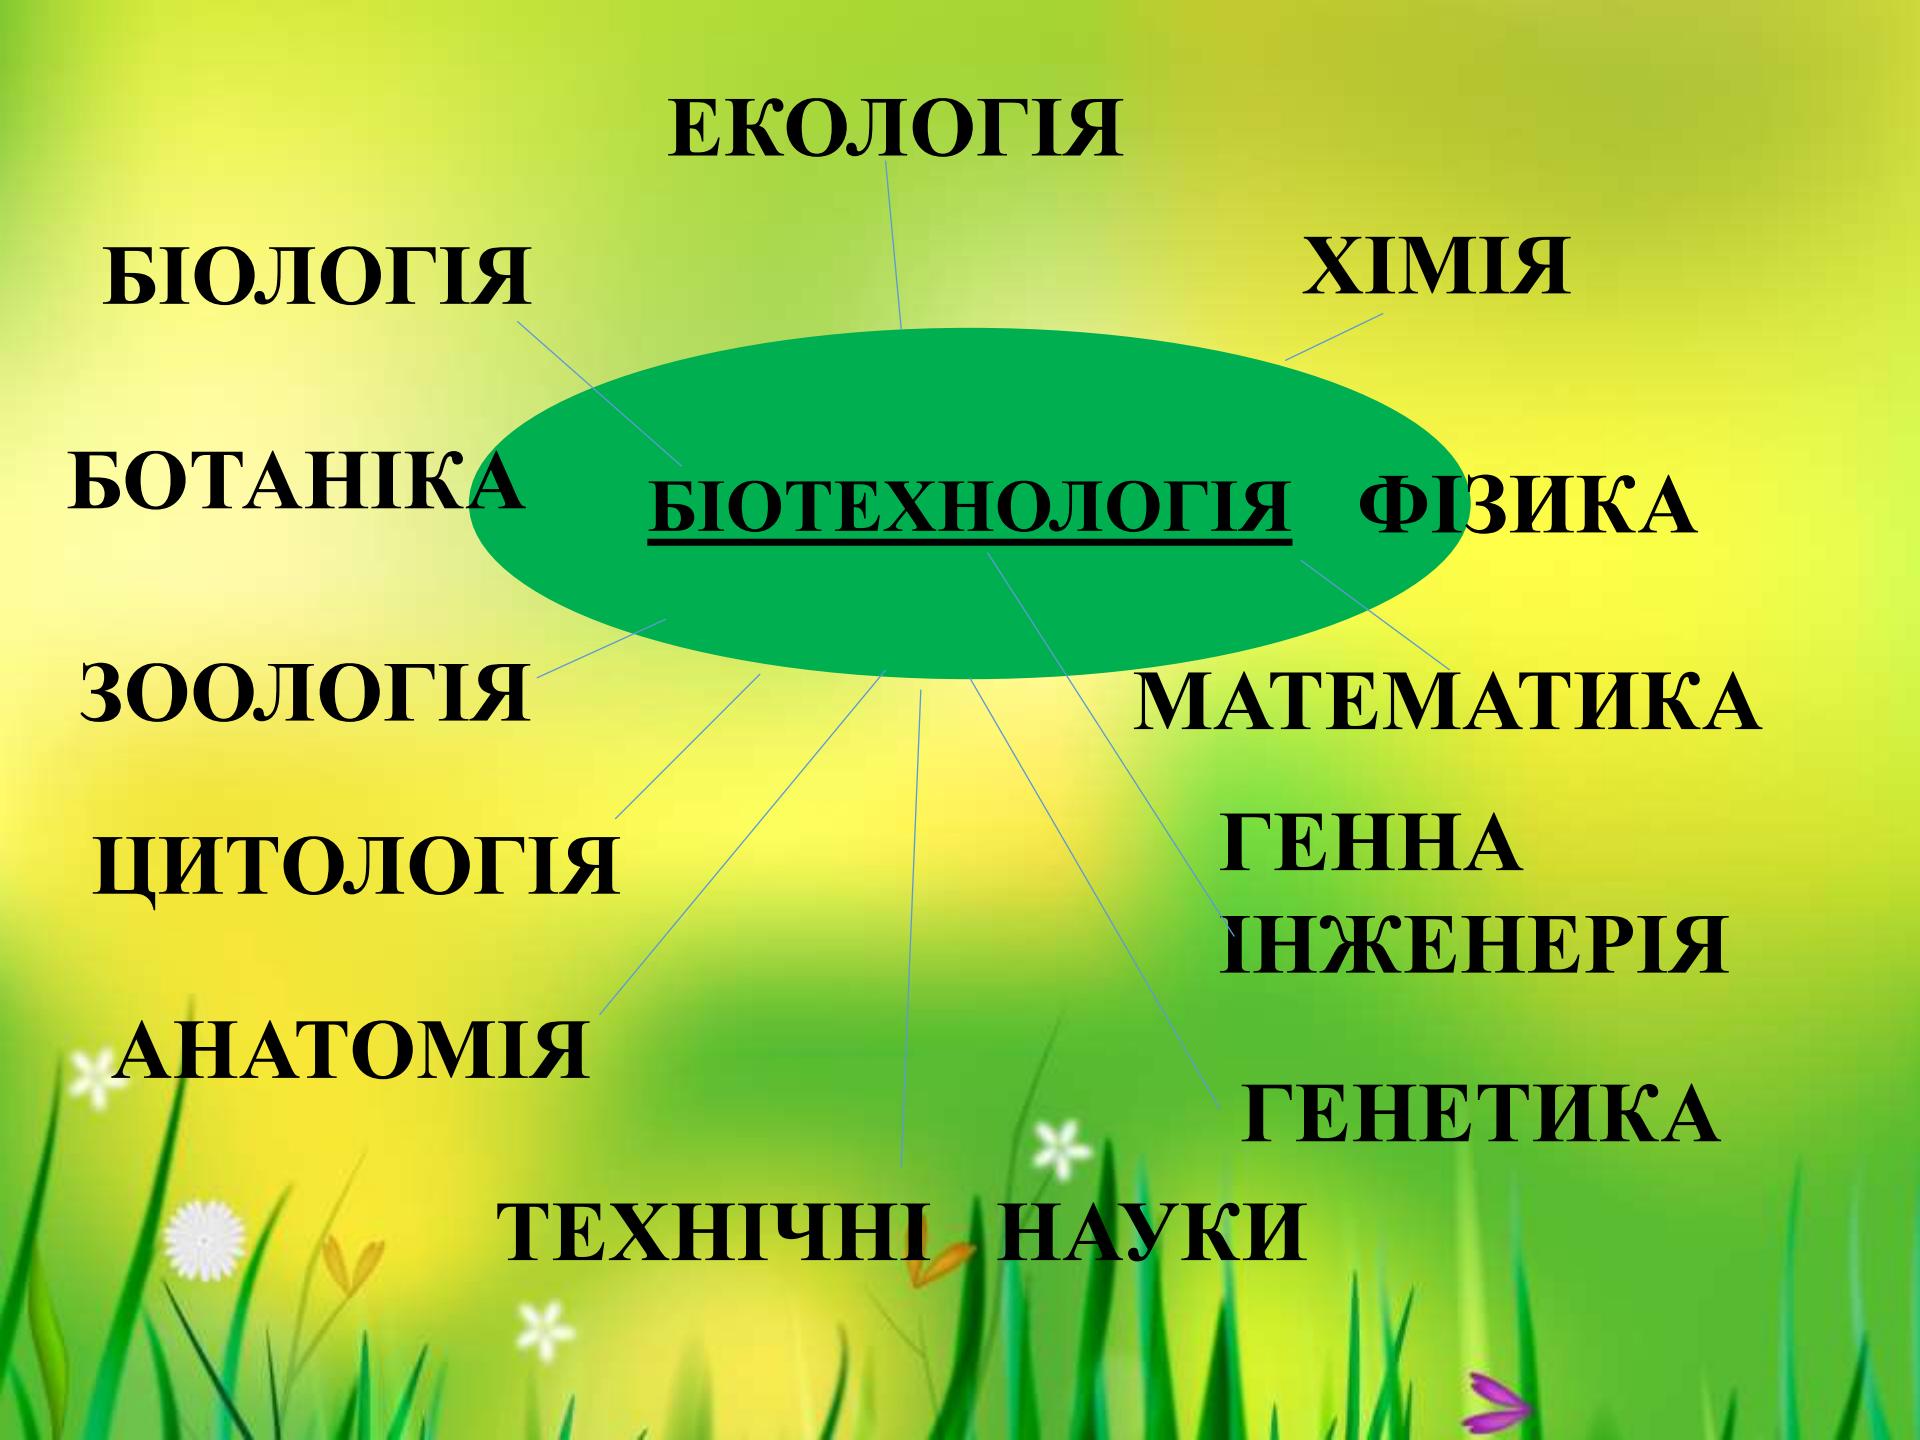 ЕКОЛОГІЯ
БІОЛОГІЯ
ХІМІЯ
БОТАНІКА
БІОТЕХНОЛОГІЯ
ФІЗИКА
ЗООЛОГІЯ
МАТЕМАТИКА
ЦИТОЛОГІЯ
ГЕННА
ІНЖЕНЕРІЯ
АНАТОМІЯ
ГЕНЕТИКА
ТЕХНІЧНІ НАУКИ